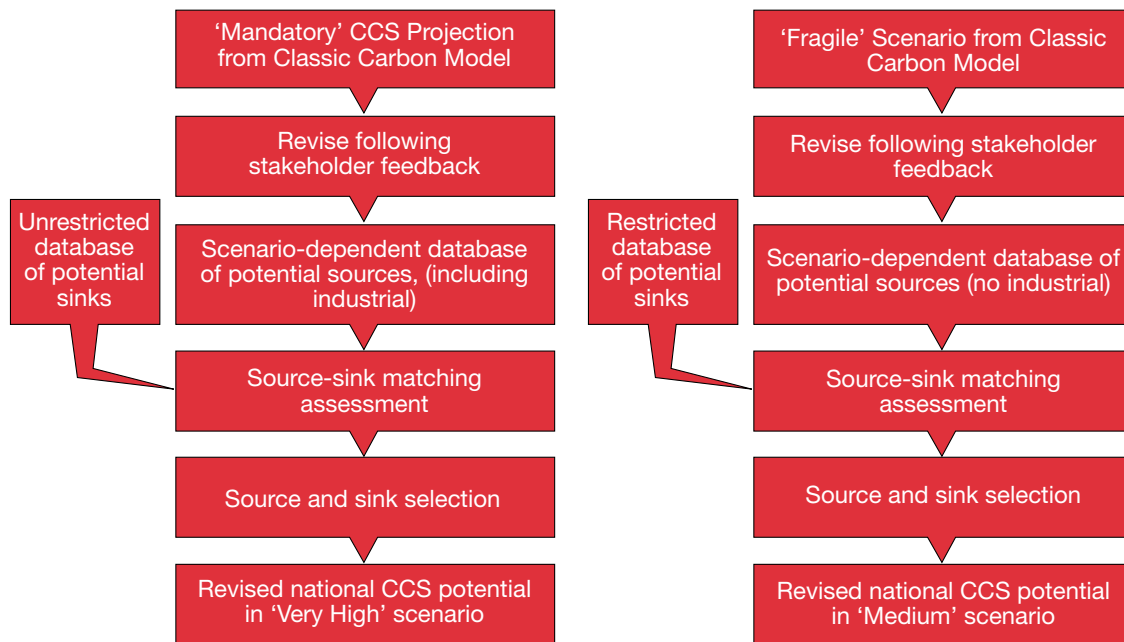 ‘Mandatory’ CCS Projection
from Classic Carbon Model
Revise following
stakeholder feedback
Unrestricted
database
of potential
sinks
Scenario-dependent database
of potential sources, (including
industrial)
Source-sink matching
assessment
Source and sink selection
Revised national CCS potential
in ‘Very High’ scenario
‘Fragile’ Scenario from Classic
Carbon Model
Revise following stakeholder
feedback
Restricted
database
of potential
sinks
Scenario-dependent database of
potential sources (no industrial)
Source-sink matching
assessment
Source and sink selection
Revised national CCS potential
in ‘Medium’ scenario